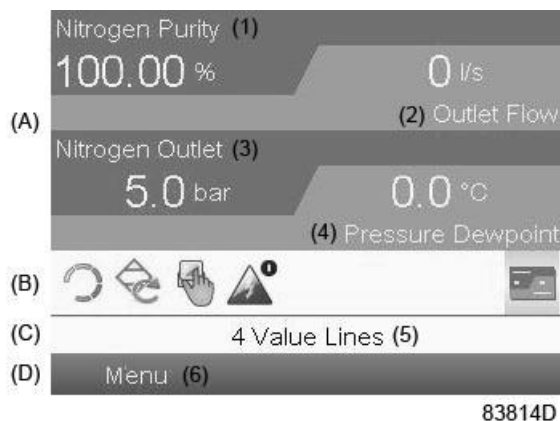 Nitrogen Purity (1)
100.00 %
0 l/s
(2) Outlet Flow
(A)
Nitrogen Outlet (3)
5.0 bar
0.0 °C
(4) Pressure Dewpoint
(B)
(C)
4 Value Lines (5)
(D)
Menu (6)
83814D